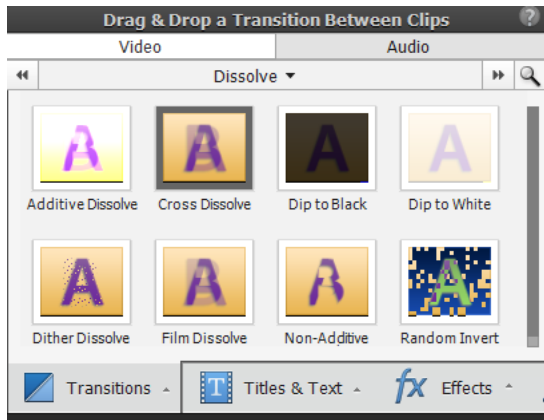 Drag & Drop a Transition Between Clips ?
Video Audio
Dissolve
Additive Dissolve Cross Dissolve Dip to Black Dip to White
Dither Dissolve Film Dissolve Non-Additive Random Invert
Transitions T Titles & Text fx Effects